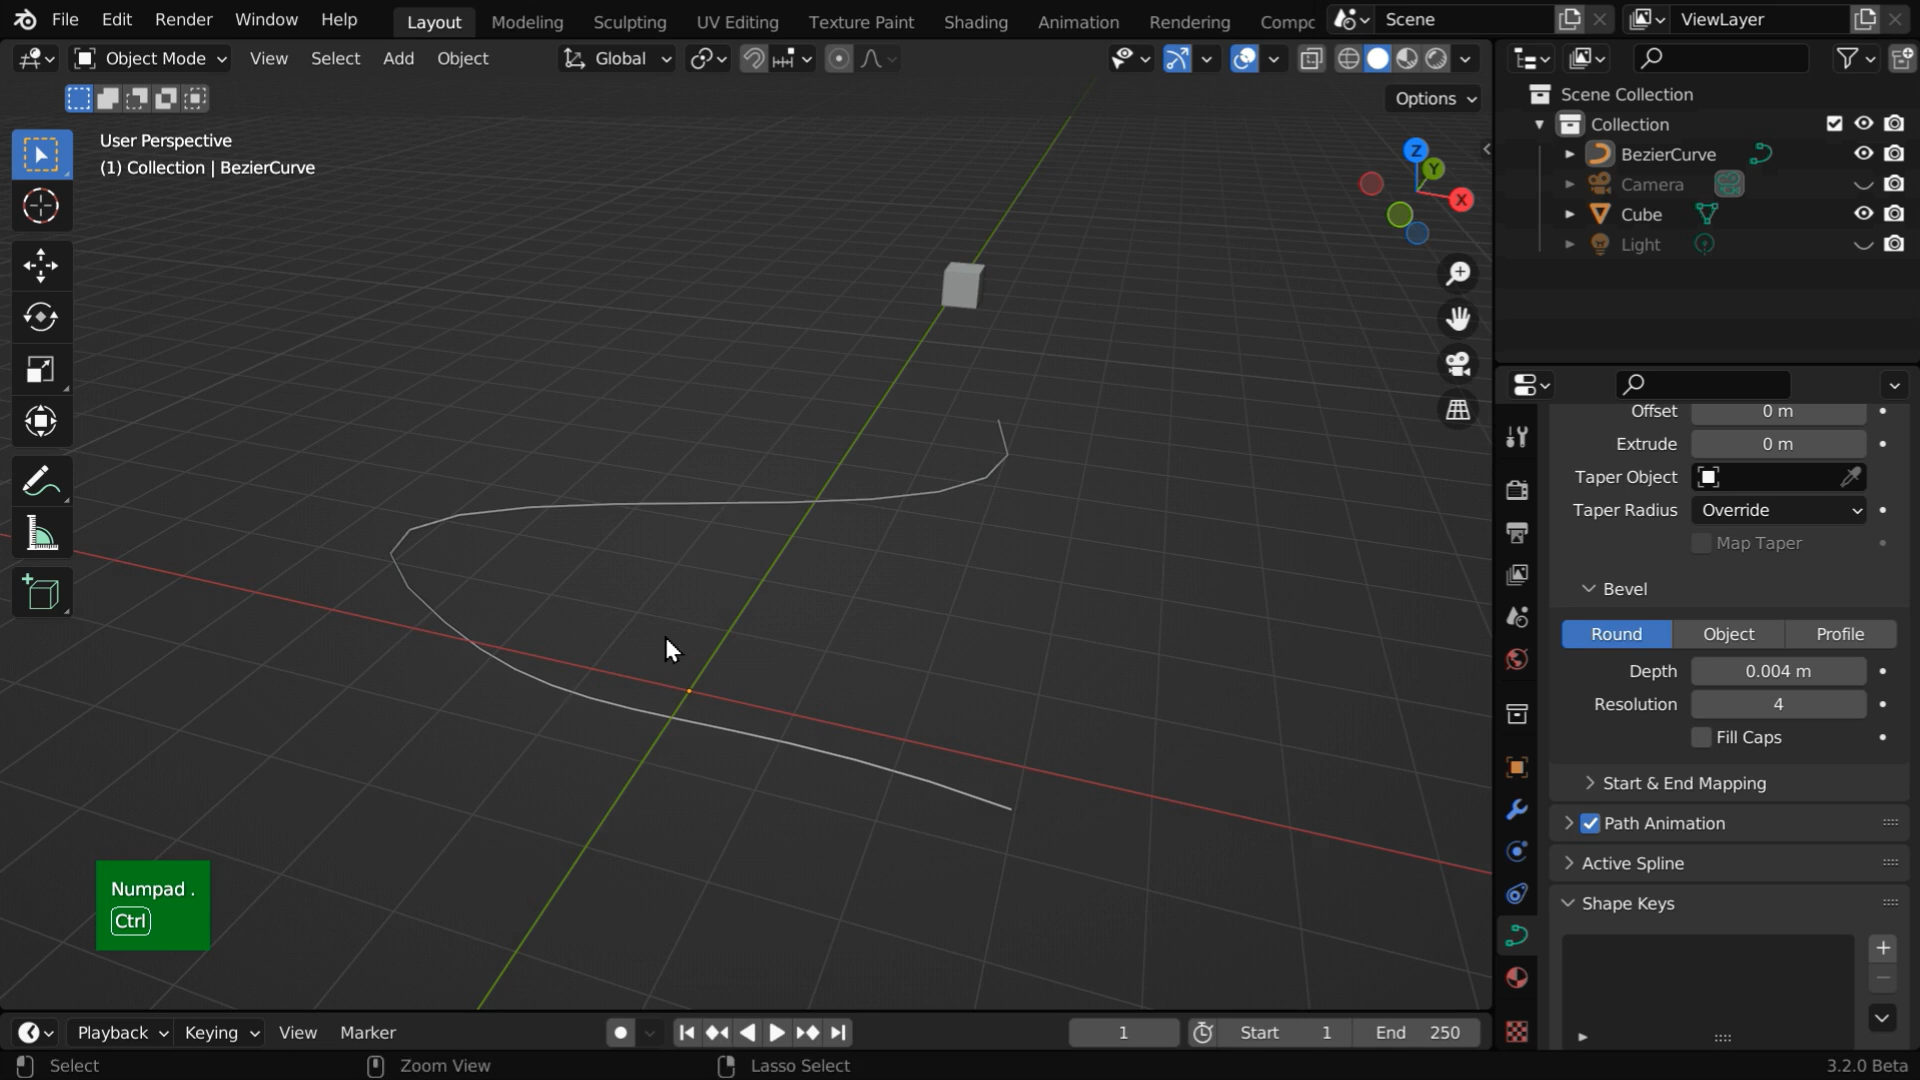 File Edit Render Window Help Layout Modeling Sculpting UV Editing Texture Paint Shading Animation Rendering Compo Scene ViewLayer
Object Mode View Select Add Object Global
Options
User Perspective
(1) Collection | BezierCurve
Z
Y
X
Scene Collection
Collection
BezierCurve
Camera
Cube
Light
Offset 0 m
Extrude 0 m
Taper Object
Taper Radius Override
Map Taper
Bevel
Round Object Profile
Depth 0.004 m
Resolution 4
Fill Caps
Start & End Mapping
Path Animation
Active Spline
Shape Keys
Numpad .
Ctrl
Playback Keying View Marker 1 Start 1 End 250
Select Zoom View Lasso Select 3.2.0 Beta